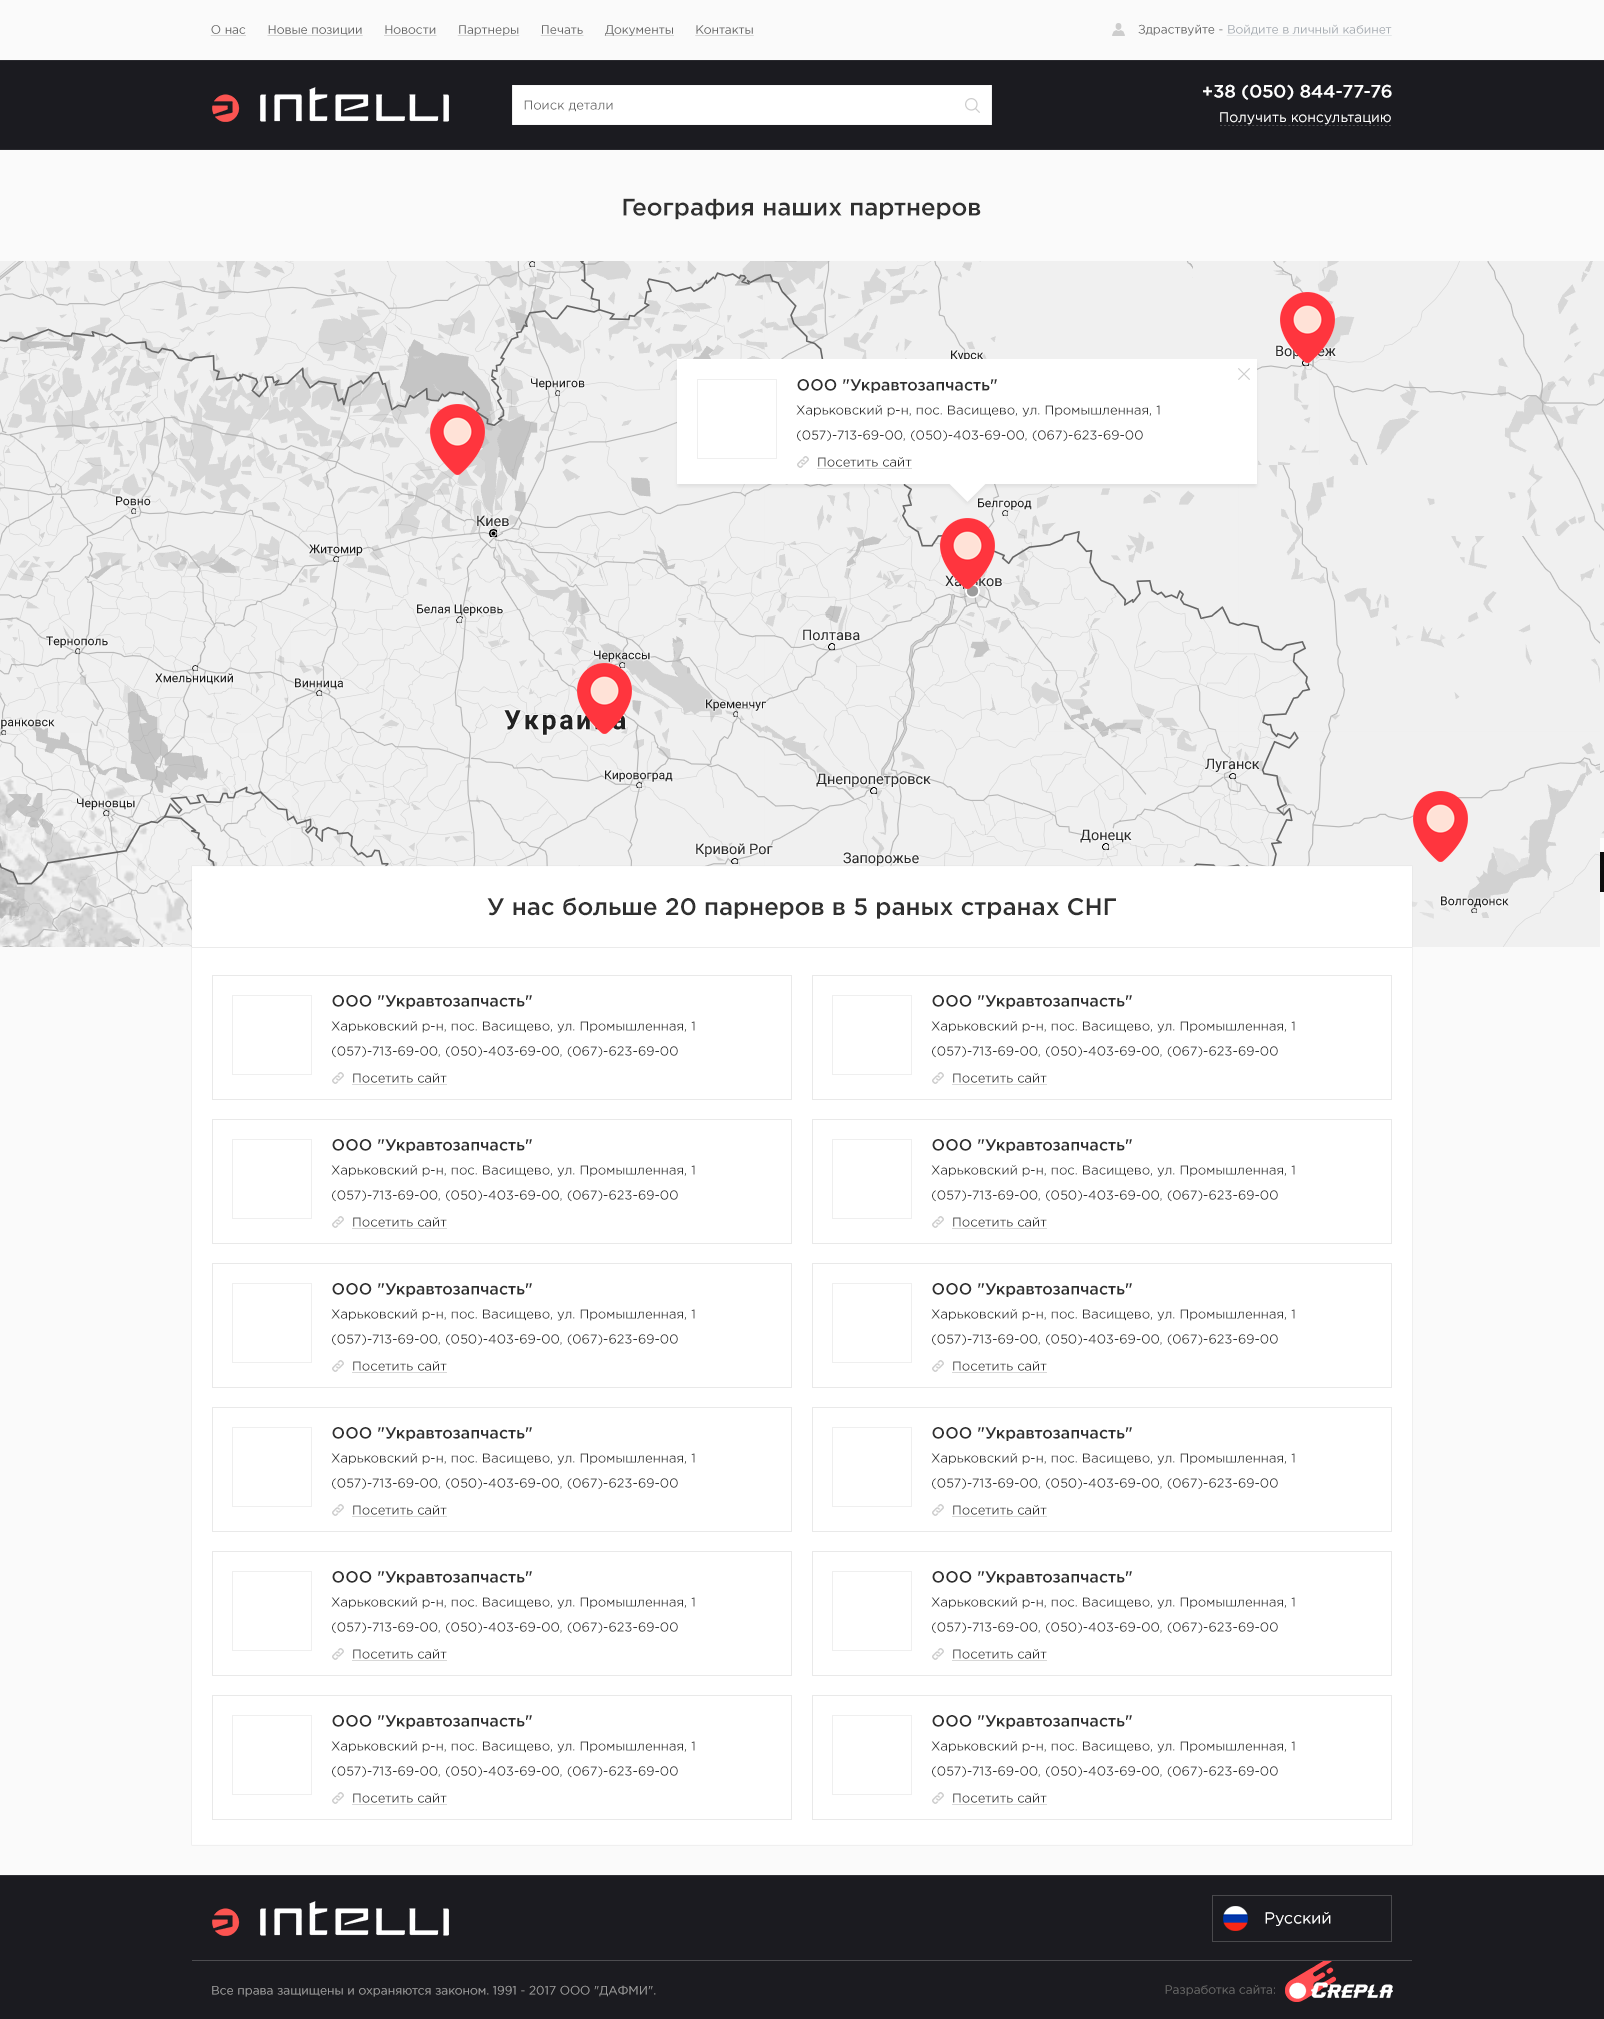 О нас Новые позиции Новости Партнеры Печать Документы Контакты Здраствуйте - Войдите в личный кабинет
INTELLI Поиск детали +38 (050) 844-77-76
Получить консультацию
География наших партнеров
Курск
Чернигов
ООО "Укравтозапчасть"
Харьковский р-н, пос. Васищево, ул. Промышленная, 1
(057)-713-69-00, (050)-403-69-00, (067)-623-69-00
Посетить сайт
Ровно
Белгород
Киев
Житомир
Белая Церковь
Полтава
Тернополь
Черкассы
Хмельницкий
Винница
Кременчуг
ранковск
Луганск
Кировоград
Днепропетровск
Черновцы
Донецк
Кривой Рог
Запорожье
Волгодонск
У нас больше 20 парнеров в 5 раных странах СНГ
ООО "Укравтозапчасть" ООО "Укравтозапчасть"
Харьковский р-н, пос. Васищево, ул. Промышленная, 1 Харьковский р-н, пос. Васищево, ул. Промышленная, 1
(057)-713-69-00, (050)-403-69-00, (067)-623-69-00 (057)-713-69-00, (050)-403-69-00, (067)-623-69-00
Посетить сайт Посетить сайт
ООО "Укравтозапчасть" ООО "Укравтозапчасть"
Харьковский р-н, пос. Васищево, ул. Промышленная, 1 Харьковский р-н, пос. Васищево, ул. Промышленная, 1
(057)-713-69-00, (050)-403-69-00, (067)-623-69-00 (057)-713-69-00, (050)-403-69-00, (067)-623-69-00
Посетить сайт Посетить сайт
ООО "Укравтозапчасть" ООО "Укравтозапчасть"
Харьковский р-н, пос. Васищево, ул. Промышленная, 1 Харьковский р-н, пос. Васищево, ул. Промышленная, 1
(057)-713-69-00, (050)-403-69-00, (067)-623-69-00 (057)-713-69-00, (050)-403-69-00, (067)-623-69-00
Посетить сайт Посетить сайт
ООО "Укравтозапчасть" ООО "Укравтозапчасть"
Харьковский р-н, пос. Васищево, ул. Промышленная, 1 Харьковский р-н, пос. Васищево, ул. Промышленная, 1
(057)-713-69-00, (050)-403-69-00, (067)-623-69-00 (057)-713-69-00, (050)-403-69-00, (067)-623-69-00
Посетить сайт Посетить сайт
ООО "Укравтозапчасть" ООО "Укравтозапчасть"
Харьковский р-н, пос. Васищево, ул. Промышленная, 1 Харьковский р-н, пос. Васищево, ул. Промышленная, 1
(057)-713-69-00, (050)-403-69-00, (067)-623-69-00 (057)-713-69-00, (050)-403-69-00, (067)-623-69-00
Посетить сайт Посетить сайт
ООО "Укравтозапчасть" ООО "Укравтозапчасть"
Харьковский р-н, пос. Васищево, ул. Промышленная, 1 Харьковский р-н, пос. Васищево, ул. Промышленная, 1
(057)-713-69-00, (050)-403-69-00, (067)-623-69-00 (057)-713-69-00, (050)-403-69-00, (067)-623-69-00
Посетить сайт Посетить сайт
INTELLI Русский
Все права защищены и охраняются законом. 1991 - 2017 ООО "ДАФМИ". Разработка сайта: CREPLA